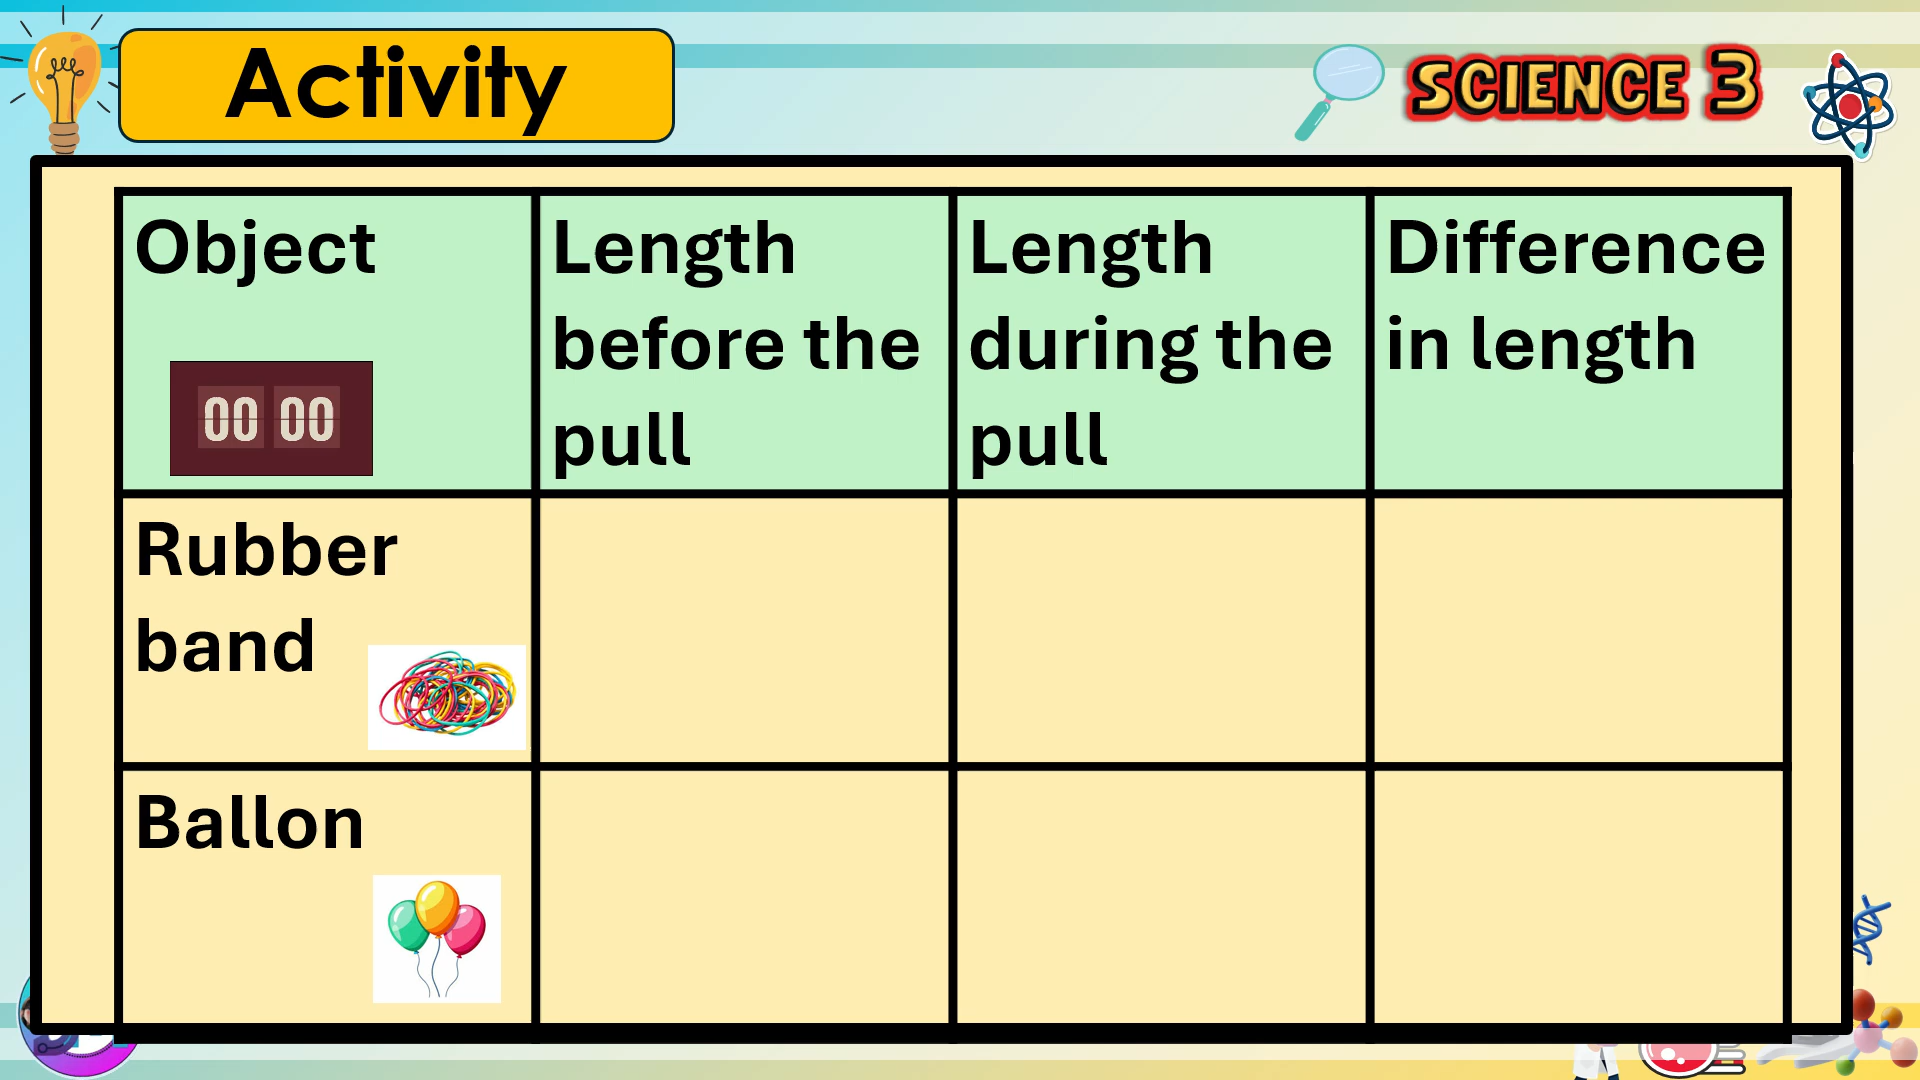 Activity
SCIENCE 3
Object
00 00
Length
before the
pull
Length
during the
pull
Difference
in length
Rubber
band
Ballon